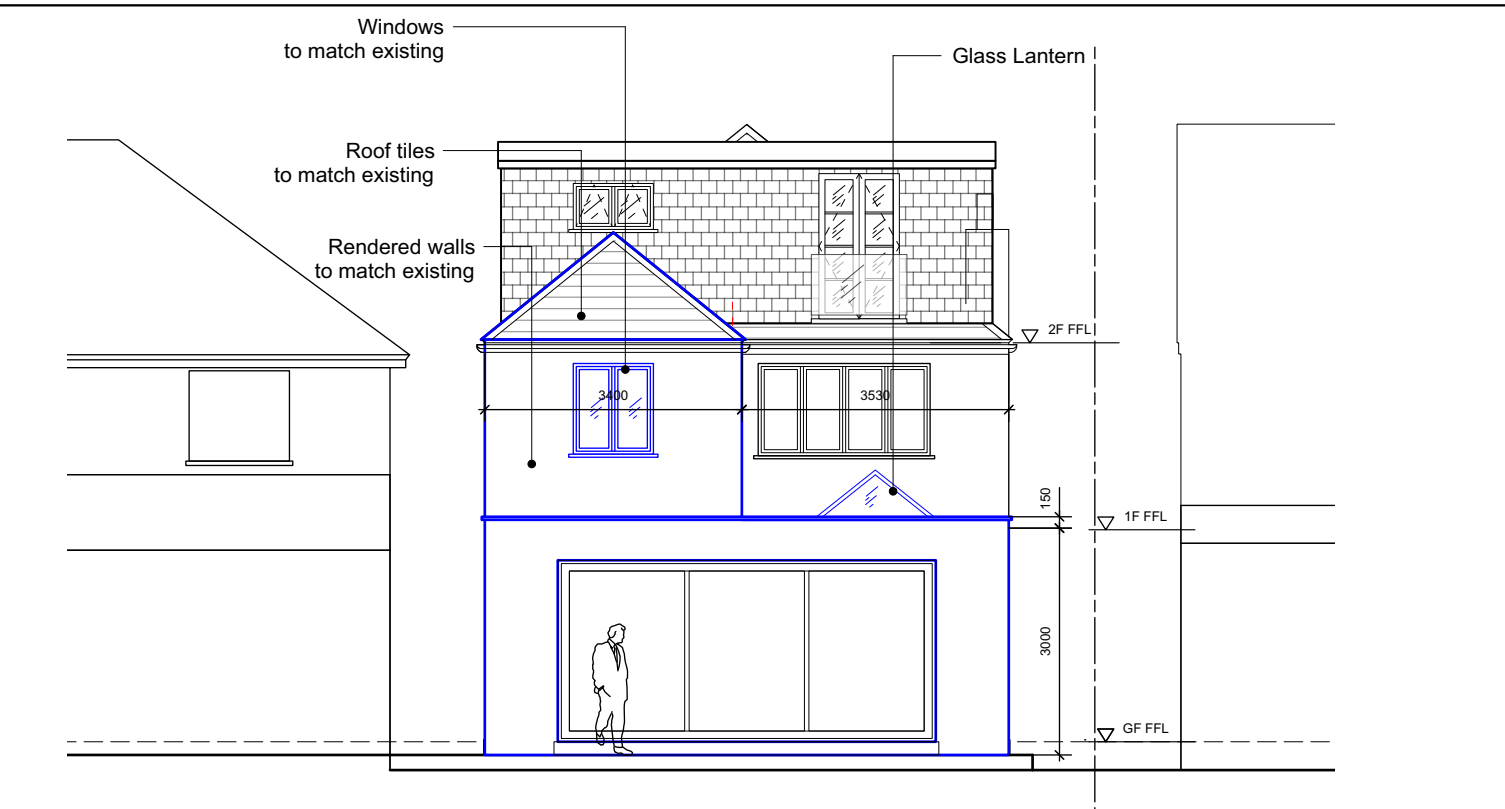 Windows
to match existing
Glass Lantern
Roof tiles
to match existing
Rendered walls
to match existing
2F FFL
3400
3530
150
1F FFL
3000
GF FFL